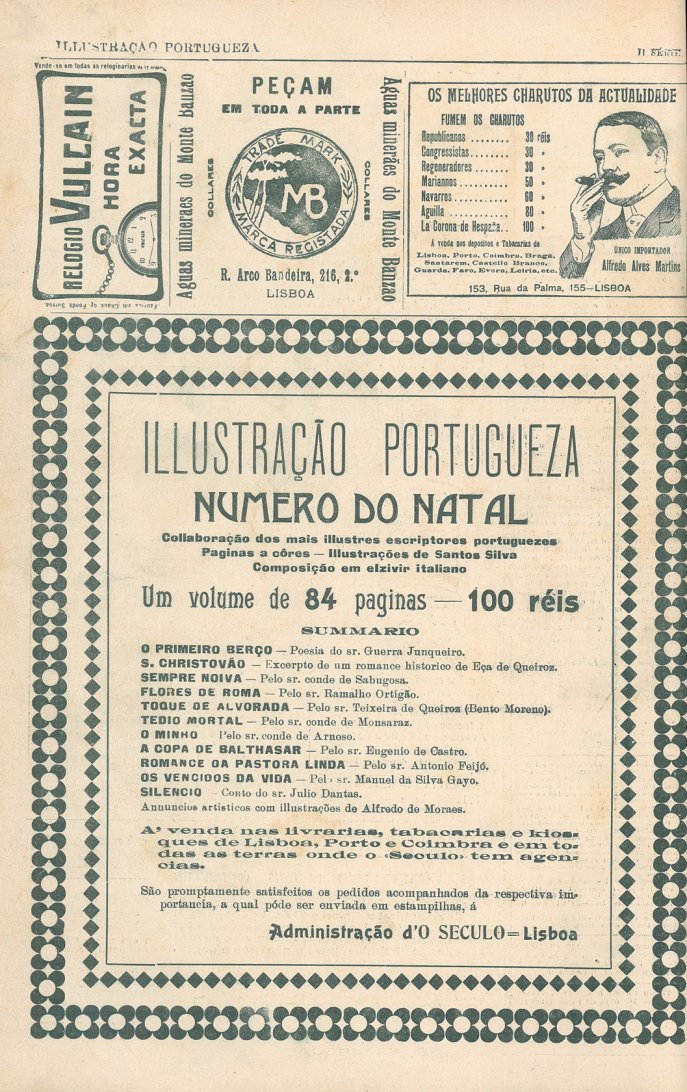 ILLUSTRAÇÃO PORTUGUEZA
II SÉRIE
Vende-se em todas as relogioarias
RELOGIO VULCAIN
HORA
EXACTA
Aguas mineraes do Monte Banzao
COLLARES
PEÇAM
EM TODA A PARTE
TRADE MARK
MB
MARCA REGISTADA
R. Arco Bandeira, 216, 2.º
LISBOA
COLLARES
Aguas minerães do Monte Banzao
OS MELHORES CHARUTOS DA ACTUALIDADE
FUMEM OS CHARUTOS
Republicanos ........ 30 réis
Congressistas ........ 30 »
Regeneradores ....... 30 »
Mariannos ........... 50 »
Navarros ............ 60 »
Aguilla ............. 80 »
La Corona de Hespaña.. 100 »
A venda nos depositos e Tabacarias de
Lisboa, Porto, Coimbra, Braga,
Santarem, Castello Branco,
Guarda, Faro, Evora, Leiria, etc.
UNICO IMPORTADOR
Alfredo Alves Martins
153, Rua da Palma, 155—LISBOA
ILLUSTRAÇÃO PORTUGUEZA
NUMERO DO NATAL
Collaboração dos mais illustres escriptores portuguezes
Paginas a côres — Illustrações de Santos Silva
Composição em elzivir italiano
Um volume de 84 paginas — 100 réis
SUMMARIO
O PRIMEIRO BERÇO — Poesia do sr. Guerra Junqueiro.
S. CHRISTOVÃO — Excerpto de um romance historico de Eça de Queiroz.
SEMPRE NOIVA — Pelo sr. conde de Sabugosa.
FLORES DE ROMA — Pelo sr. Ramalho Ortigão.
TOQUE DE ALVORADA — Pelo sr. Teixeira de Queiroz (Bento Moreno).
TEDIO MORTAL — Pelo sr. conde de Monsaraz.
O MINHO — Pelo sr. conde de Arnoso.
A COPA DE BALTHASAR — Pelo sr. Eugenio de Castro.
ROMANCE DA PASTORA LINDA — Pelo sr. Antonio Feijó.
OS VENCIDOS DA VIDA — Pelo sr. Manuel da Silva Gayo.
SILENCIO — Conto do sr. Julio Dantas.
Annuncios artisticos com illustrações de Alfredo de Moraes.
A' venda nas livrarias, tabacarias e kios-
ques de Lisboa, Porto e Coimbra e em to-
das as terras onde o «Seculo» tem agen-
cias.
São promptamente satisfeitos os pedidos acompanhados da respectiva im-
portancia, a qual póde ser enviada em estampilhas, á
Administração d'O SECULO=Lisboa